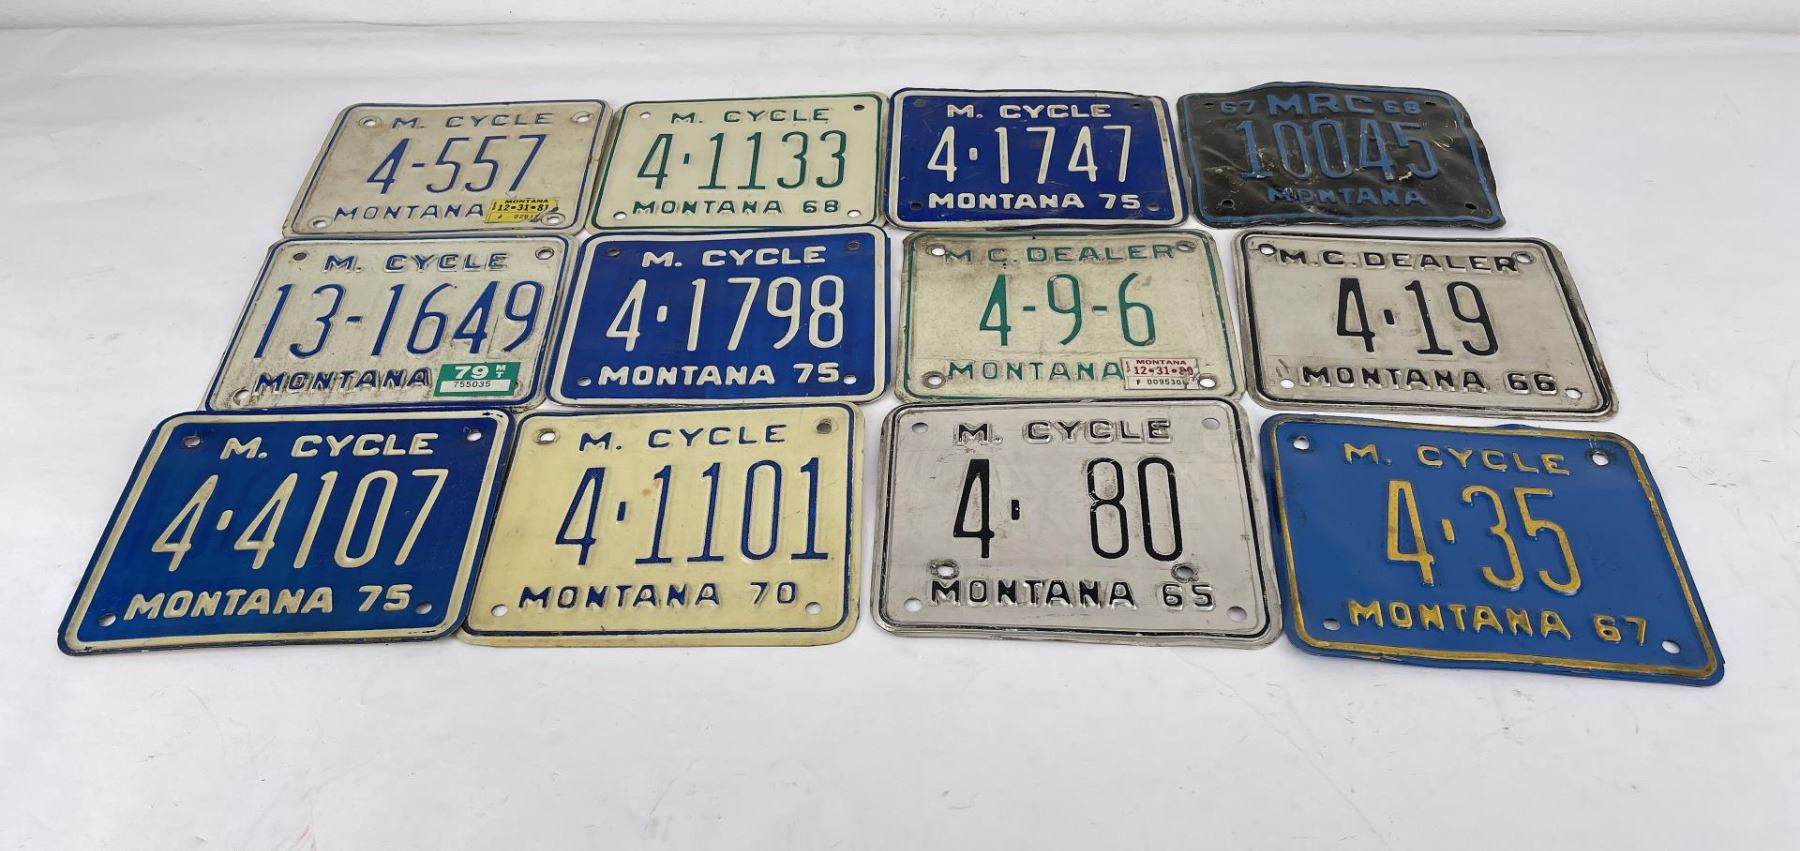 M. CYCLE
4-557
MONTANA
MONTANA
12•31•81
M. CYCLE
4•1133
MONTANA 68
M. CYCLE
4•1747
MONTANA 75
67 MRC 68
10045
MONTANA
M. CYCLE
13-1649
MONTANA
79 MT
755035
M. CYCLE
4•1798
MONTANA 75
M.C. DEALER
4-9-6
MONTANA
MONTANA
12•31•80
F 009530
M.C. DEALER
4•19
MONTANA 66
M. CYCLE
4•4107
MONTANA 75
M. CYCLE
4•1101
MONTANA 70
M. CYCLE
4• 80
MONTANA 65
M. CYCLE
4•35
MONTANA 67